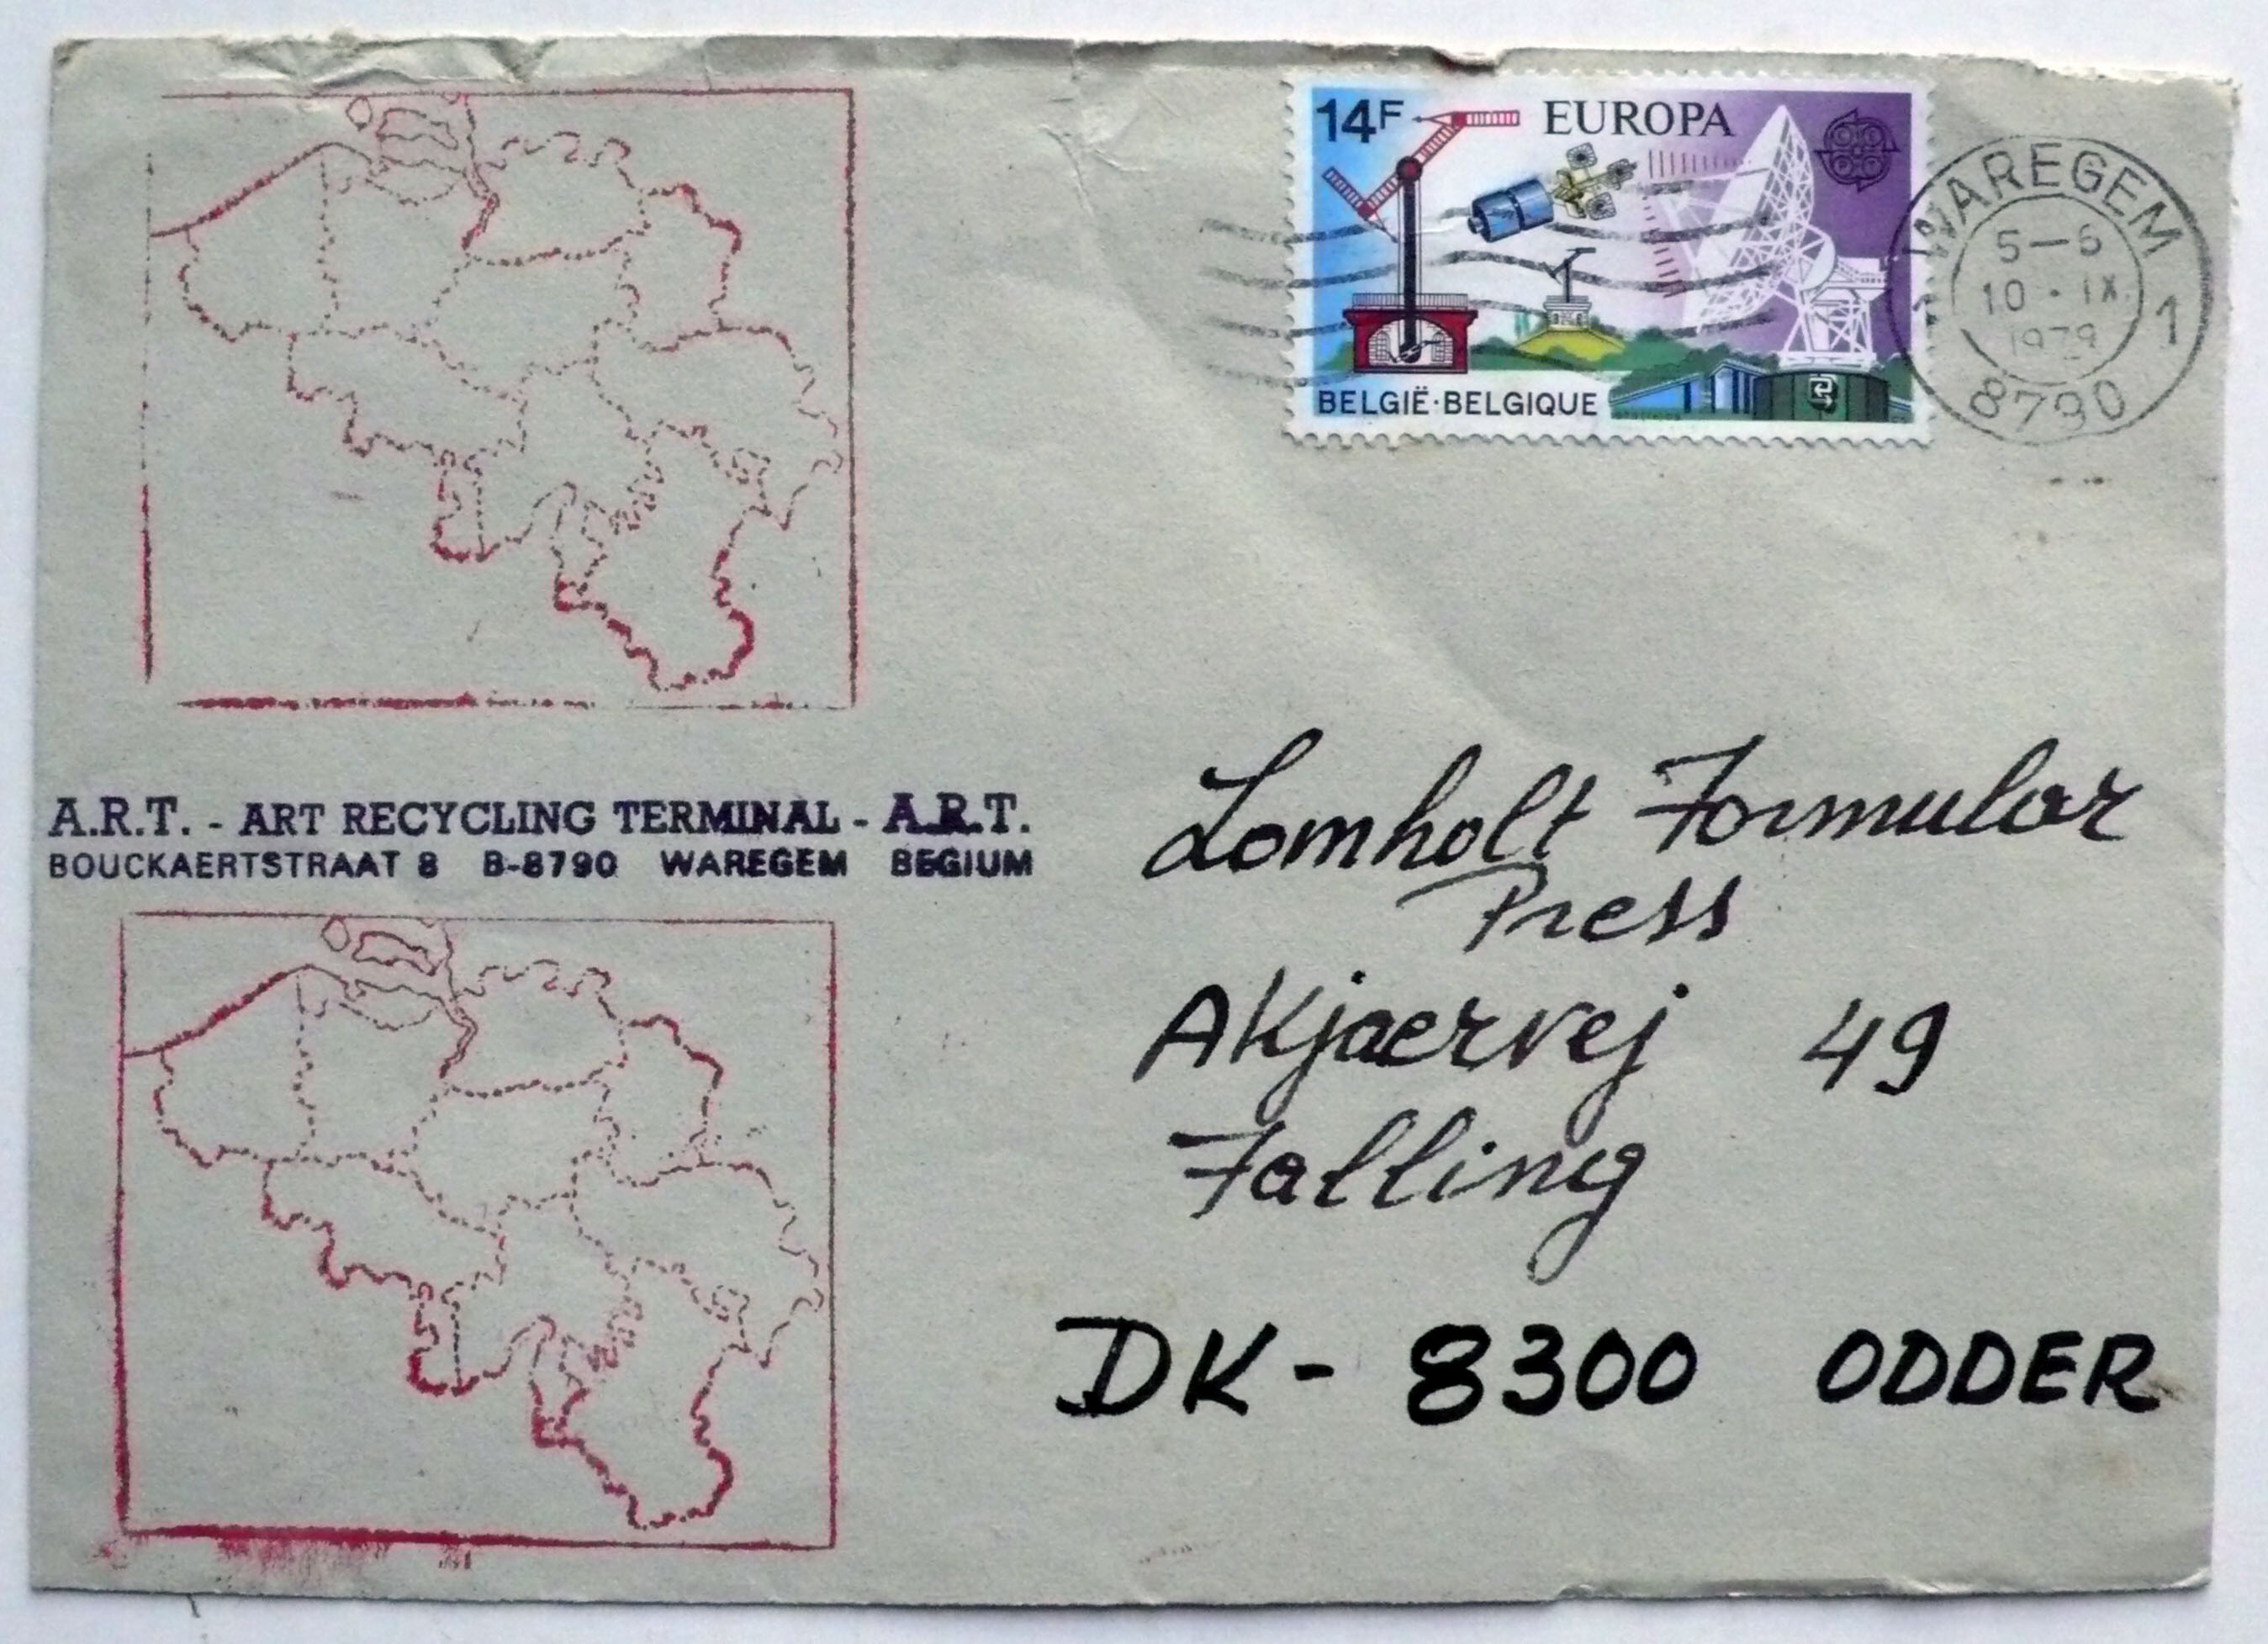 14F EUROPA
BELGIË·BELGIQUE
1 WAREGEM 1
5-6
10·IX
1979
8790
A.R.T. - ART RECYCLING TERMINAL - A.R.T.
BOUCKAERTSTRAAT 8 B-8790 WAREGEM BEGIUM
Lomholt Formular
Press
AKjaervej 49
Falling
DK- 8300 ODDER